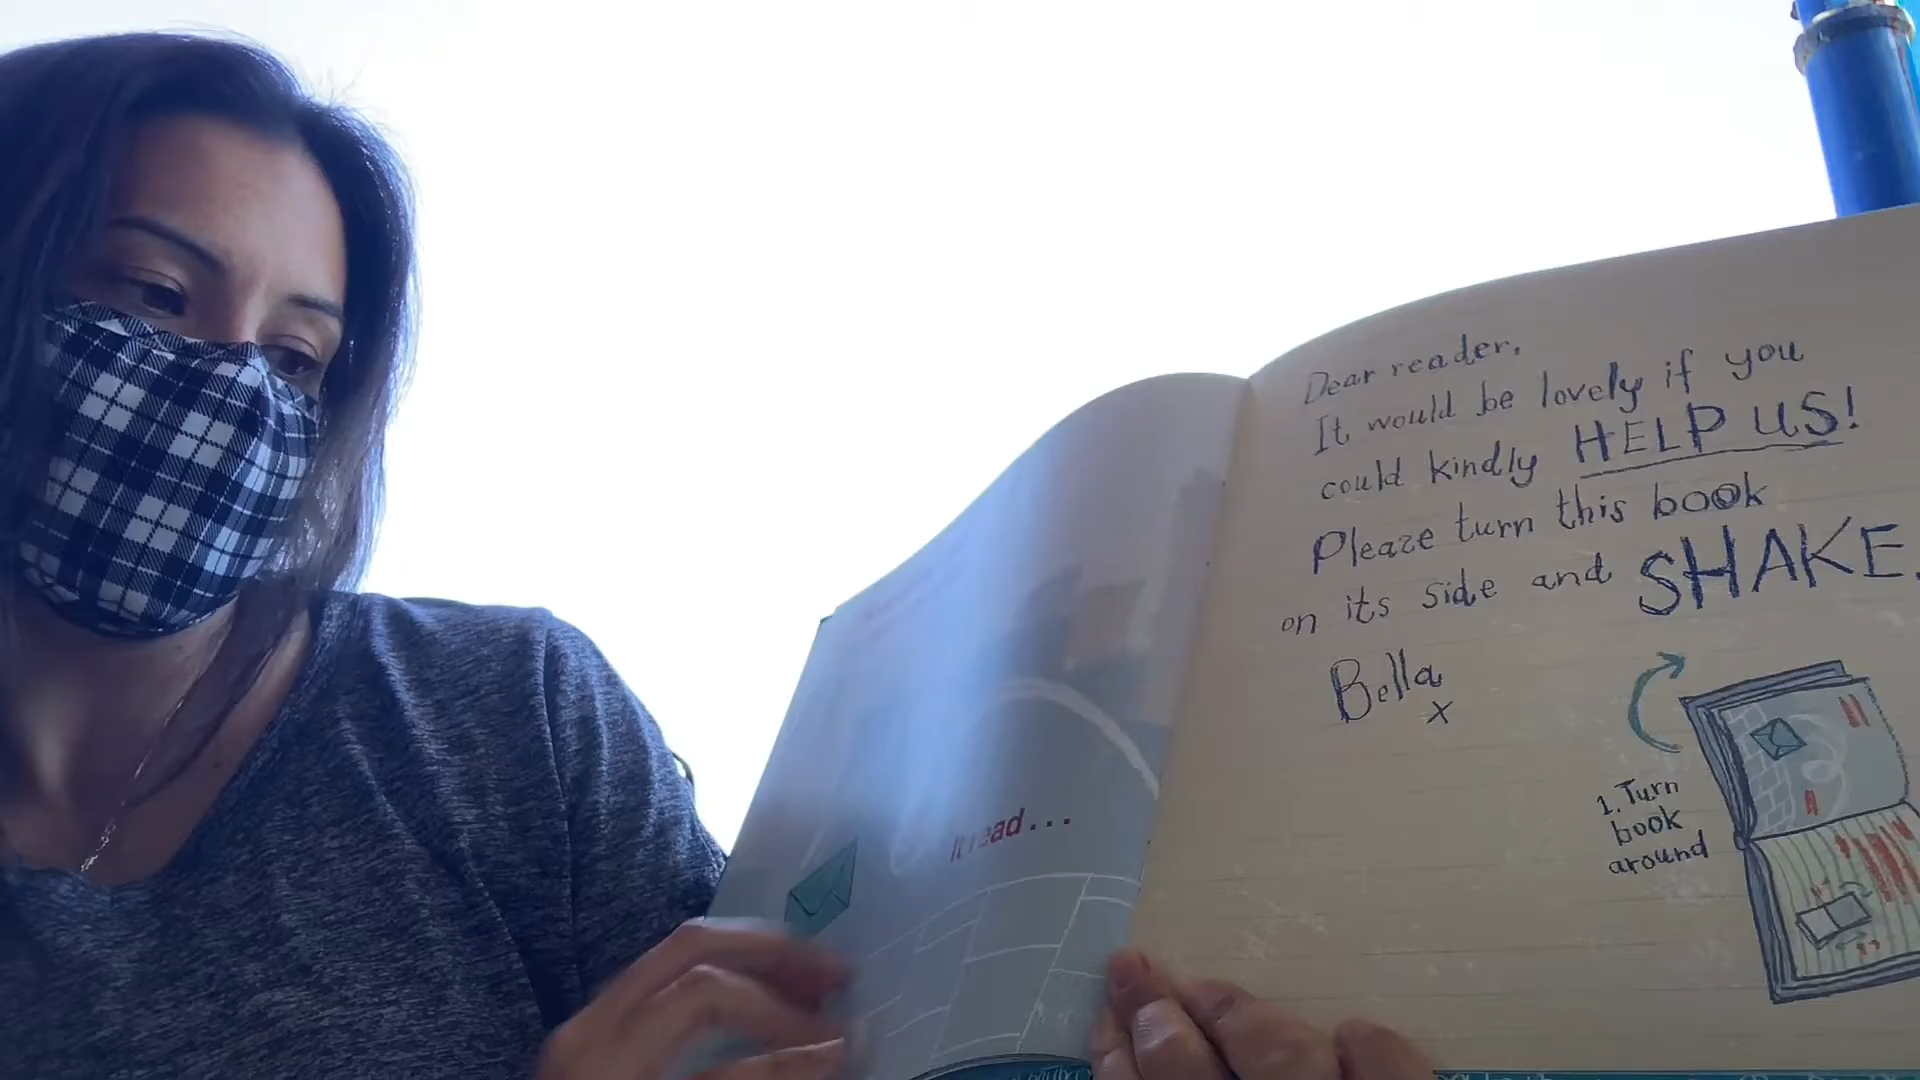 It read...
Dear reader,
It would be lovely if you
could kindly HELP US!
Please turn this book
on its side and SHAKE.
Bella
x
1. Turn
book
around